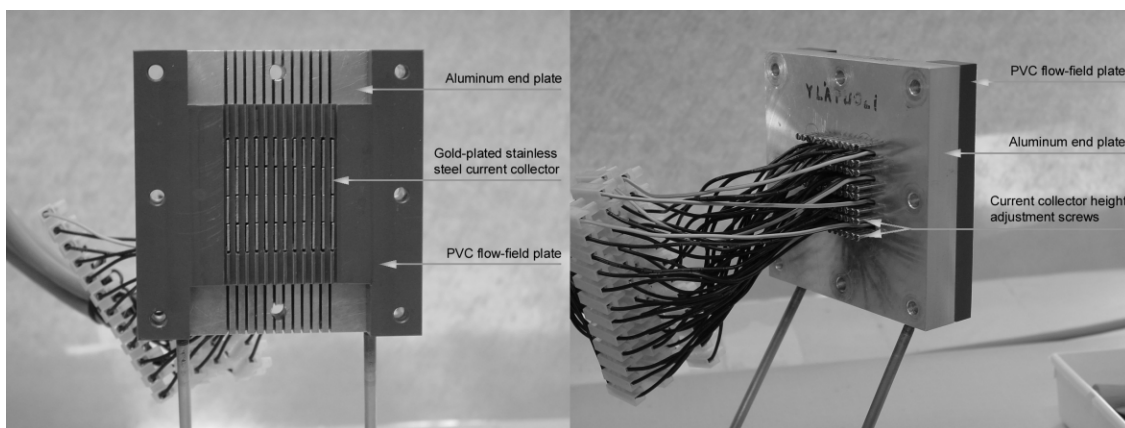 Aluminum end plate
Gold-plated stainless
steel current collector
PVC flow-field plate
YLÄPUOLI
PVC flow-field plate
Aluminum end plate
Current collector height
adjustment screws